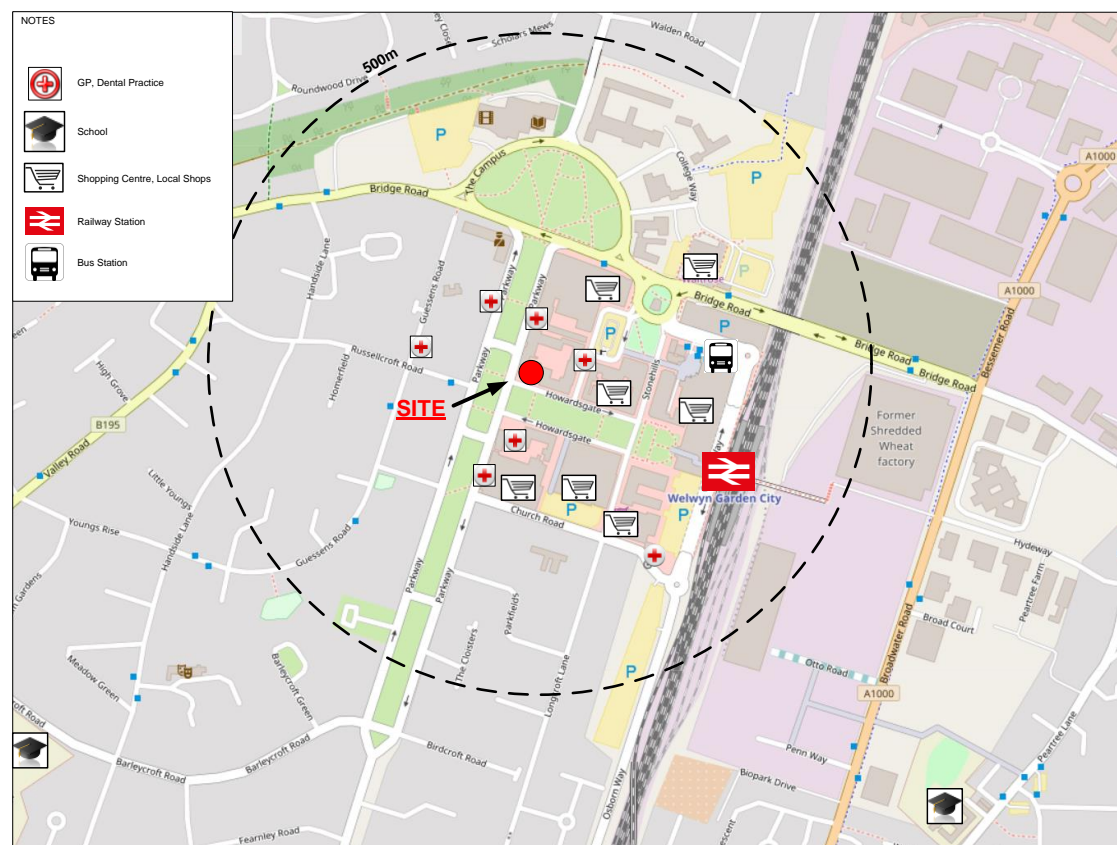 NOTES
GP, Dental Practice
School
Shopping Centre, Local Shops
Railway Station
Bus Station
500m
Scholars Mews
Walden Road
Roundwood Drive
P
P
P
College Way
The Campus
Bridge Road
A1000
A1000
Handside Lane
Guessens Road
Parkway
Parkway
Waitrose
Bridge Road
Bridge Road
Bridge Road
Bessemer Road
P
P
Russellcroft Road
Homerfield
High Grove
Parkway
Stonehills
SITE
Howardsgate
Howardsgate
B195
Valley Road
Former
Shredded
Wheat
factory
Little Youngs
Youngs Rise
Handside Lane
Guessens Road
Welwyn Garden City
P
P
Church Road
Hydeway
Peartree Farm
Parkway
Parkway
Parkfields
The Cloisters
Longcroft Lane
Broad Court
Broadwater Road
Otto Road
P
A1000
Meadow Green
Barleycroft Green
Barleycroft Road
Barleycroft Road
Birdcroft Road
Penn Way
Peartree Lane
Biopark Drive
Osborn Way
Fearnley Road